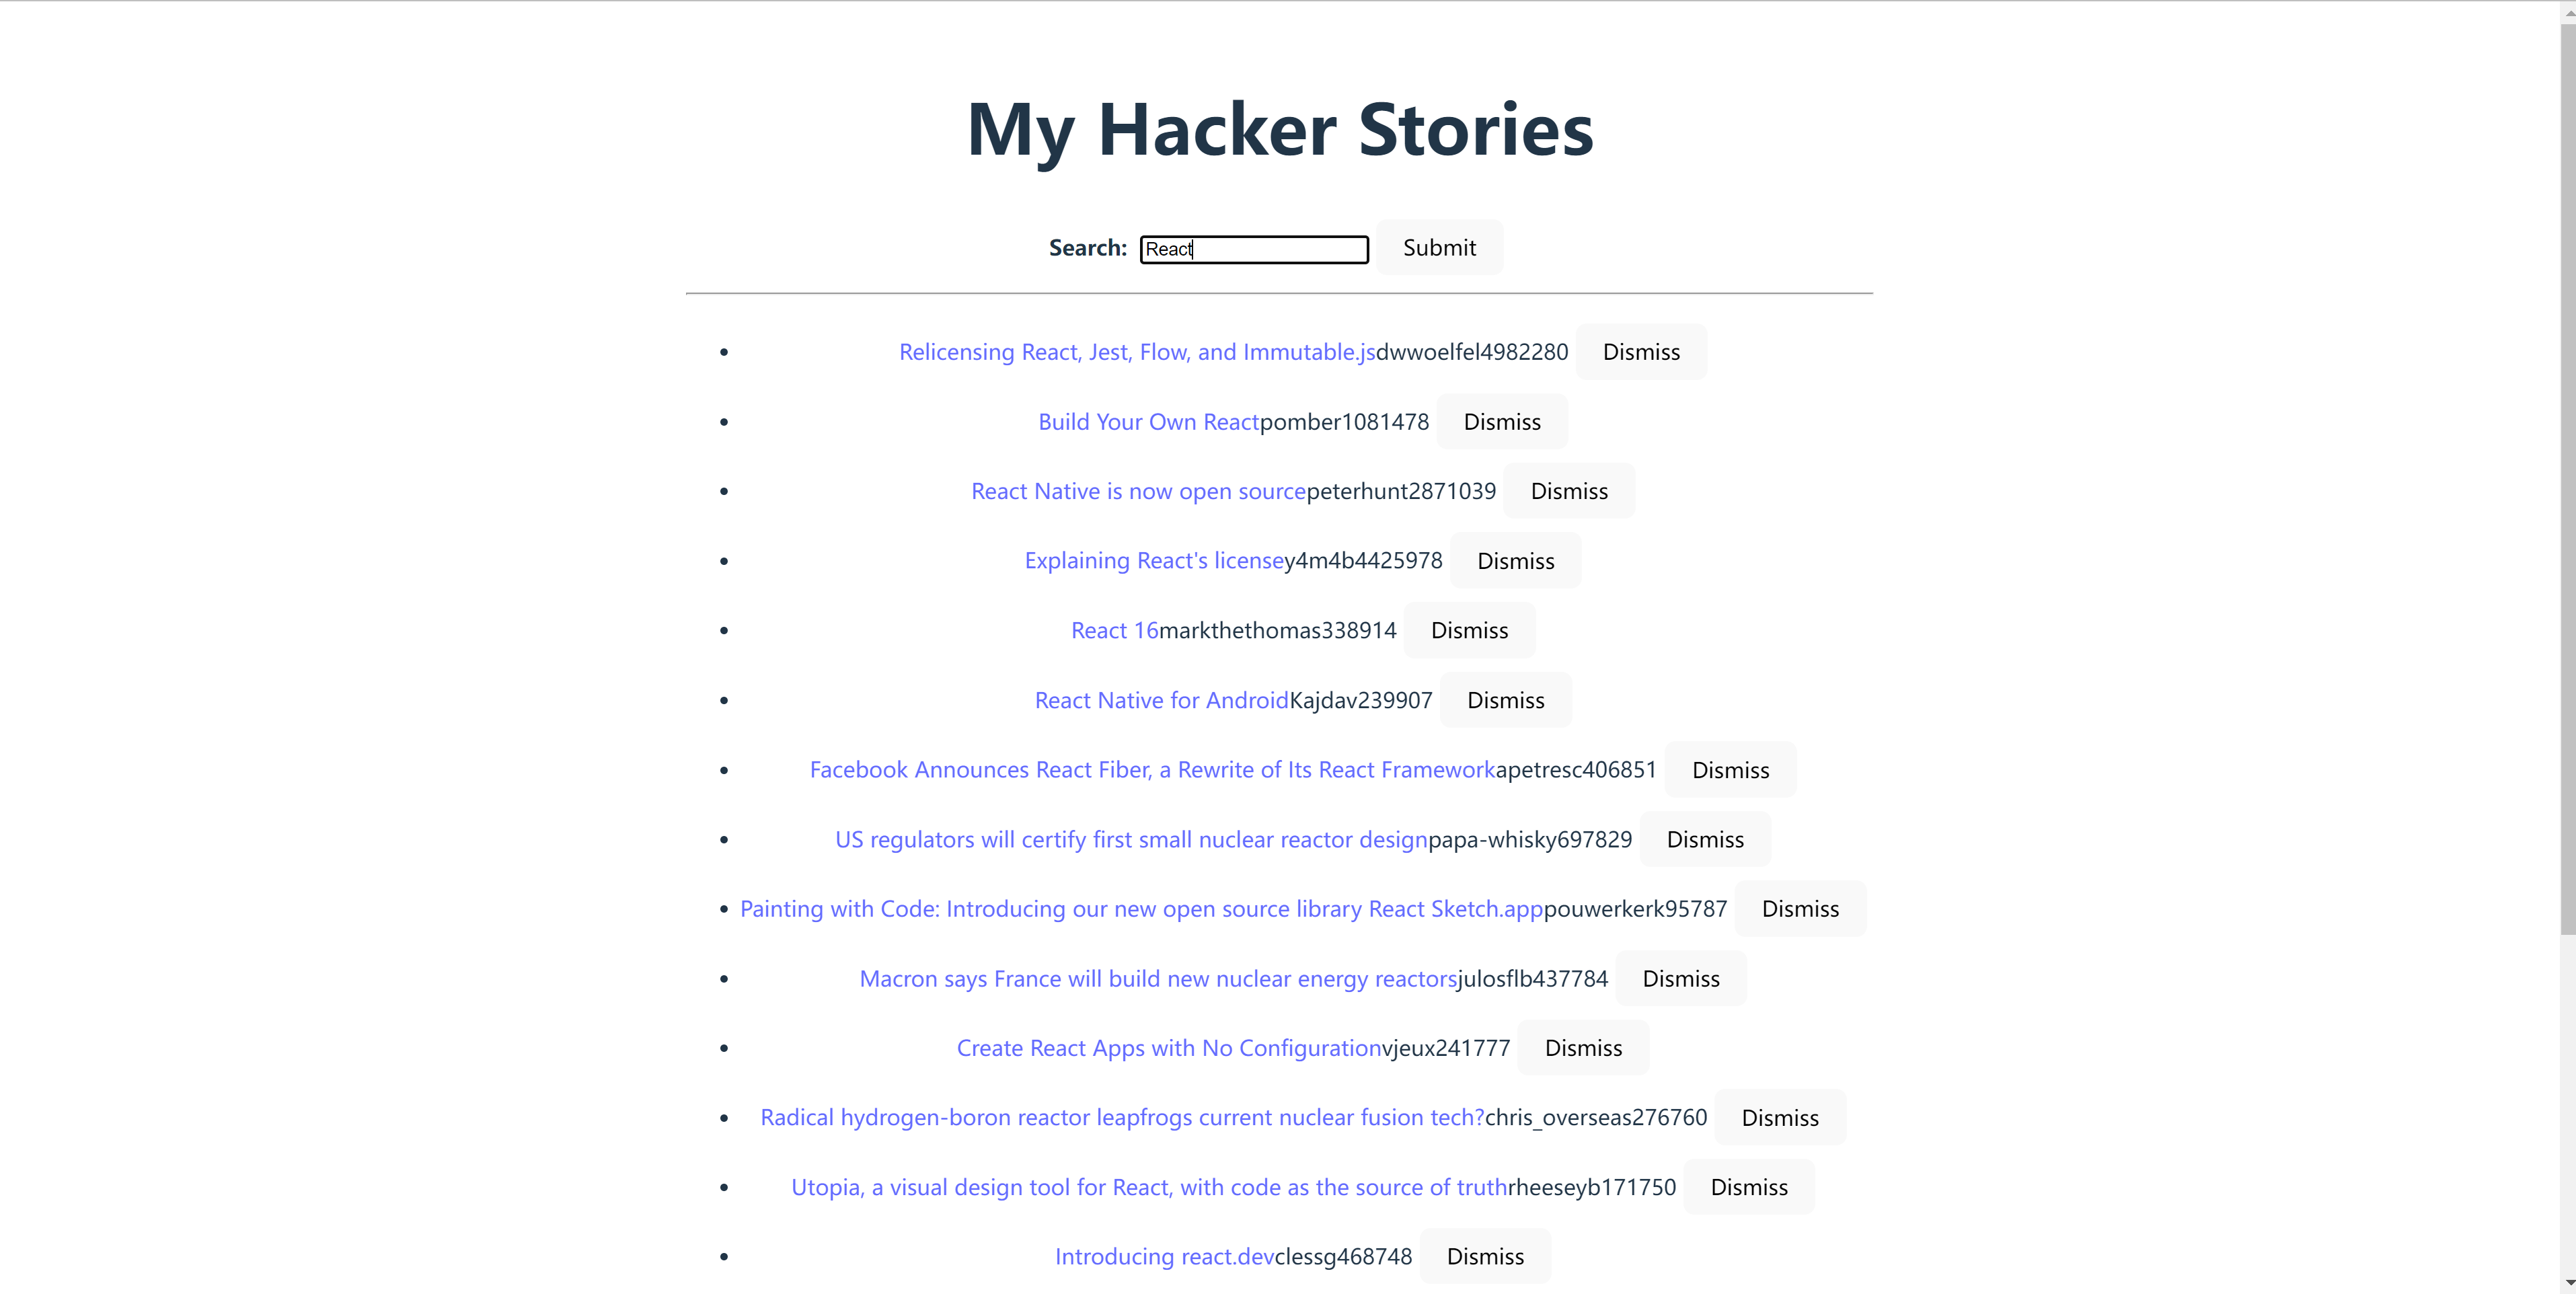 My Hacker Stories
Search: React Submit
Relicensing React, Jest, Flow, and Immutable.jsdwwoelfel4982280 Dismiss
Build Your Own Reactpomber1081478 Dismiss
React Native is now open sourcepeterhunt2871039 Dismiss
Explaining React's licensey4m4b4425978 Dismiss
React 16markthethomas338914 Dismiss
React Native for AndroidKajdav239907 Dismiss
Facebook Announces React Fiber, a Rewrite of Its React Frameworkapetresc406851 Dismiss
US regulators will certify first small nuclear reactor designpapa-whisky697829 Dismiss
Painting with Code: Introducing our new open source library React Sketch.apppouwerkerk95787 Dismiss
Macron says France will build new nuclear energy reactorsjulosflb437784 Dismiss
Create React Apps with No Configurationvjeux241777 Dismiss
Radical hydrogen-boron reactor leapfrogs current nuclear fusion tech?chris_overseas276760 Dismiss
Utopia, a visual design tool for React, with code as the source of truthrheeseyb171750 Dismiss
Introducing react.devclessg468748 Dismiss